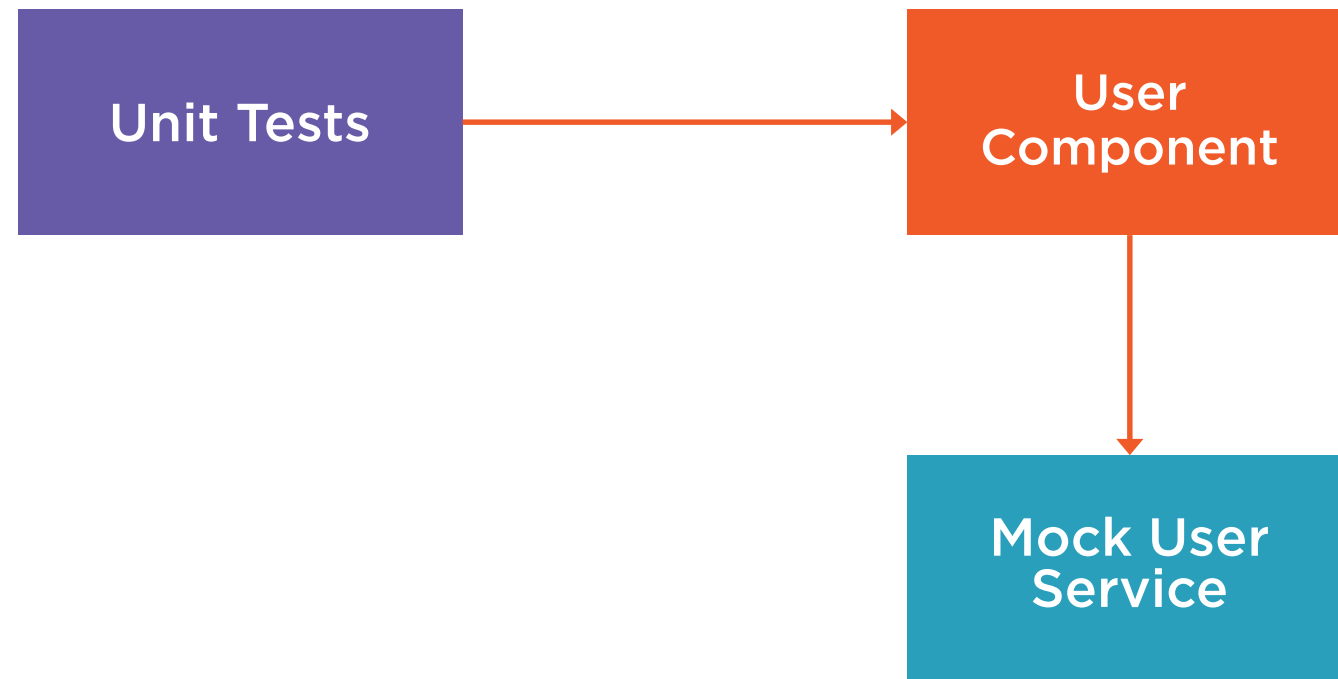 Unit Tests
User
Component
Mock User
Service